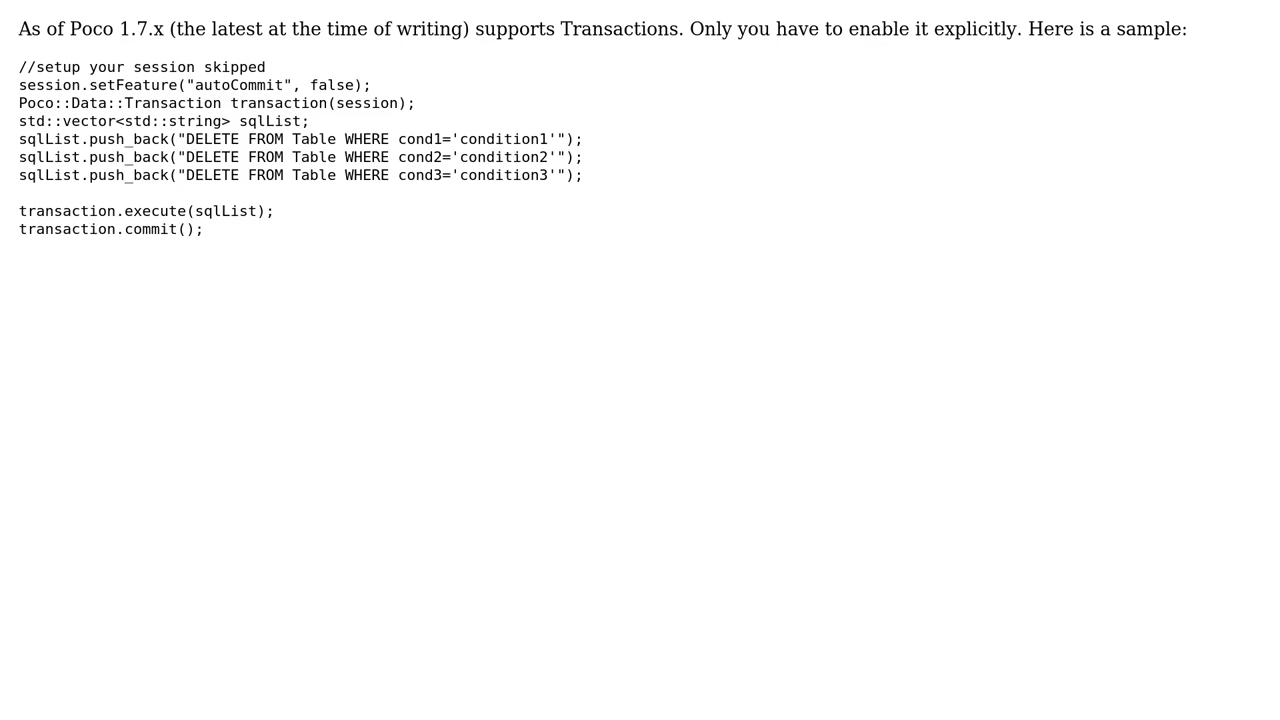 As of Poco 1.7.x (the latest at the time of writing) supports Transactions. Only you have to enable it explicitly. Here is a sample:
//setup your session skipped
session.setFeature("autoCommit", false);
Poco::Data::Transaction transaction(session);
std::vector<std::string> sqlList;
sqlList.push_back("DELETE FROM Table WHERE cond1='condition1'");
sqlList.push_back("DELETE FROM Table WHERE cond2='condition2'");
sqlList.push_back("DELETE FROM Table WHERE cond3='condition3'");
transaction.execute(sqlList);
transaction.commit();